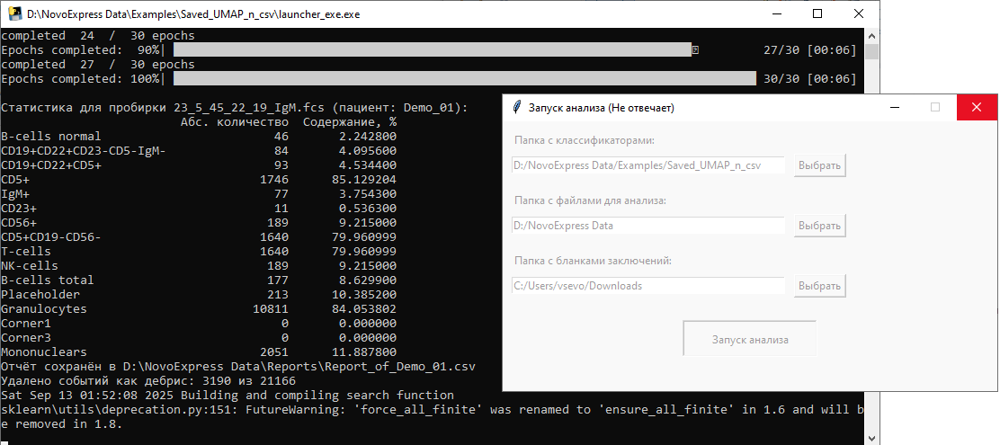 D:\NovoExpress Data\Examples\Saved_UMAP_n_csv\launcher_exe.exe
completed 24 / 30 epochs
Epochs completed: 90%| 27/30 [00:06]
completed 27 / 30 epochs
Epochs completed: 100%| 30/30 [00:06]
Статистика для пробирки 23_5_45_22_19_IgM.fcs (пациент: Demo_01):
Абс. количество Содержание, %
B-cells normal 46 2.242800
CD19+CD22+CD23-CD5-IgM- 84 4.095600
CD19+CD22+CD5+ 93 4.534400
CD5+ 1746 85.129204
IgM+ 77 3.754300
CD23+ 11 0.536300
CD56+ 189 9.215000
CD5+CD19-CD56- 1640 79.960999
T-cells 1640 79.960999
NK-cells 189 9.215000
B-cells total 177 8.629900
Placeholder 213 10.385200
Granulocytes 10811 84.053802
Corner1 0 0.000000
Corner3 0 0.000000
Mononuclears 2051 11.887800
Отчёт сохранён в D:\NovoExpress Data\Reports\Report_of_Demo_01.csv
Удалено событий как дебрис: 3190 из 21166
Sat Sep 13 01:52:08 2025 Building and compiling search function
sklearn\utils\deprecation.py:151: FutureWarning: 'force_all_finite' was renamed to 'ensure_all_finite' in 1.6 and will b
e removed in 1.8.
Запуск анализа (Не отвечает)
Папка с классификаторами:
D:/NovoExpress Data/Examples/Saved_UMAP_n_csv Выбрать
Папка с файлами для анализа:
D:/NovoExpress Data Выбрать
Папка с бланками заключений:
C:/Users/vsevo/Downloads Выбрать
Запуск анализа